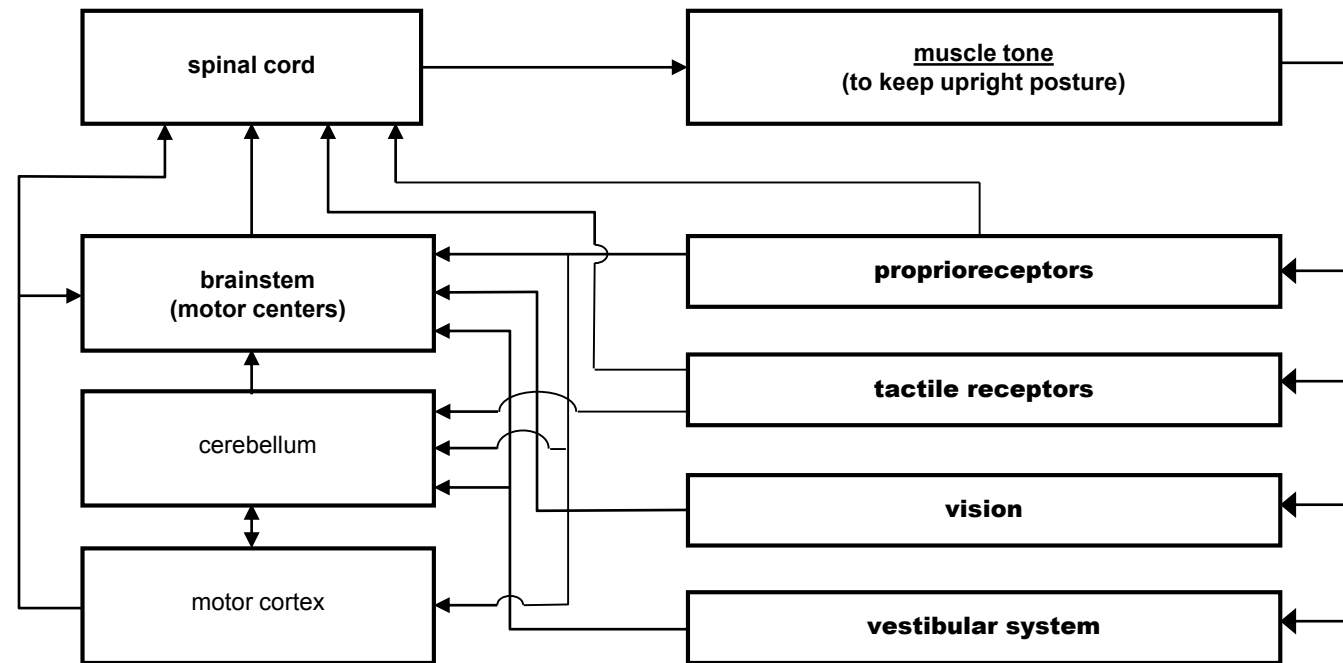 spinal cord
muscle tone
(to keep upright posture)
brainstem
(motor centers)
proprioreceptors
tactile receptors
cerebellum
vision
motor cortex
vestibular system